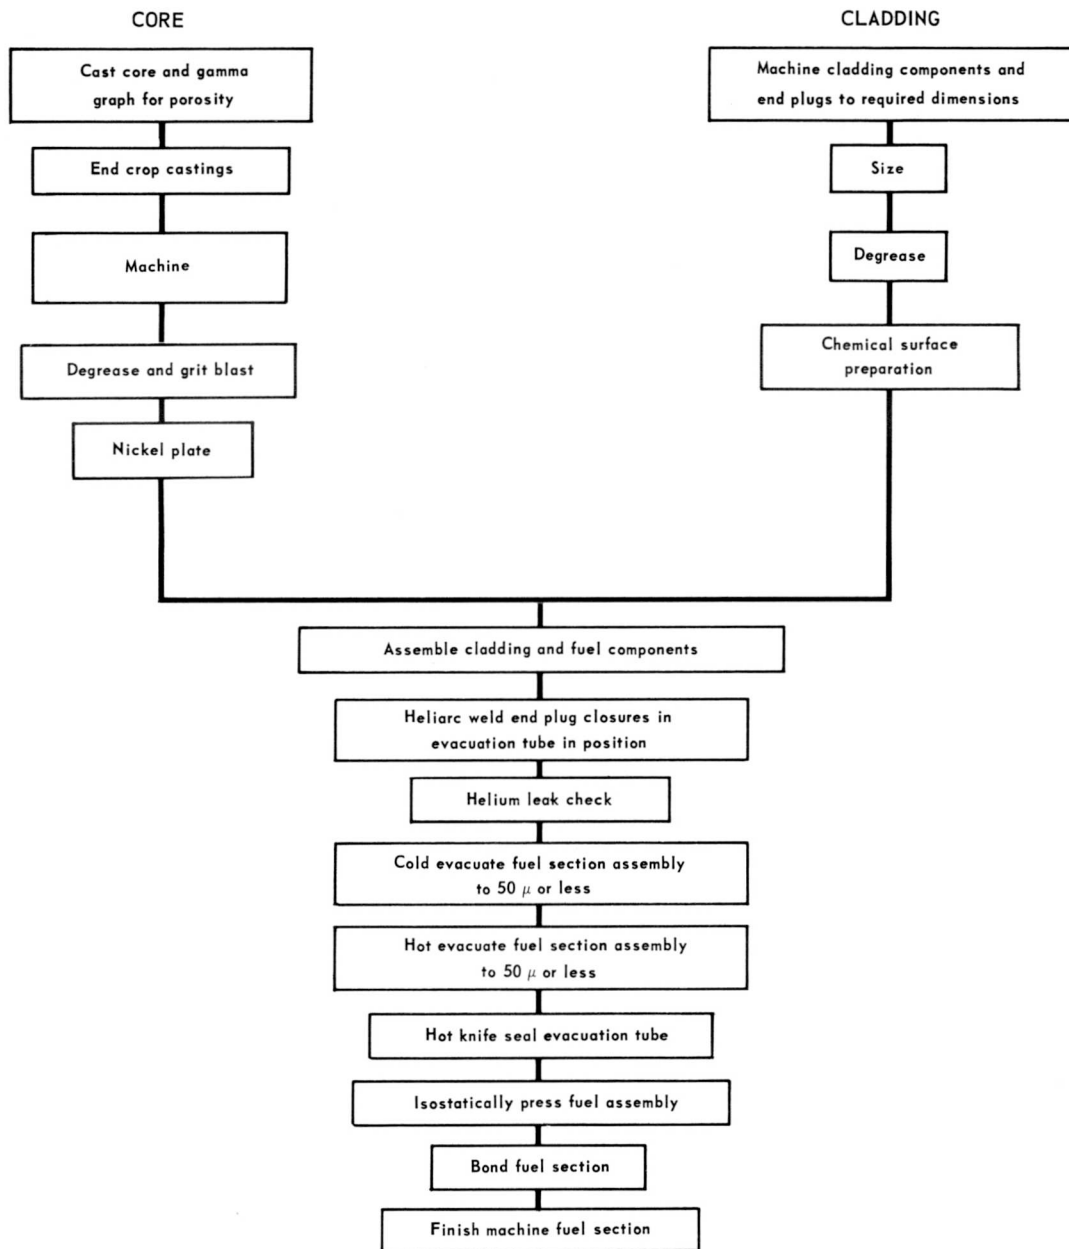 CORE
Cast core and gamma
graph for porosity
End crop castings
Machine
Degrease and grit blast
Nickel plate
CLADDING
Machine cladding components and
end plugs to required dimensions
Size
Degrease
Chemical surface
preparation
Assemble cladding and fuel components
Heliarc weld end plug closures in
evacuation tube in position
Helium leak check
Cold evacuate fuel section assembly
to 50 μ or less
Hot evacuate fuel section assembly
to 50 μ or less
Hot knife seal evacuation tube
Isostatically press fuel assembly
Bond fuel section
Finish machine fuel section